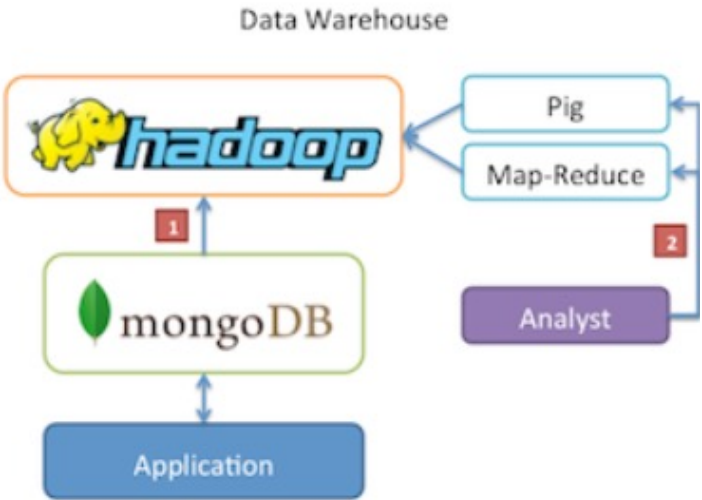 Data Warehouse
hadoop
Pig
Map-Reduce
1
2
mongoDB
Analyst
Application